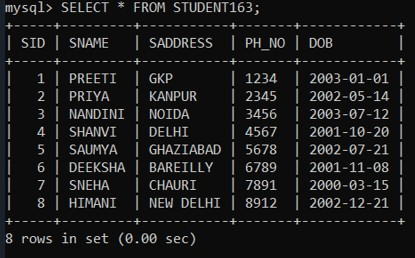 mysql> SELECT * FROM STUDENT163;
+-----+---------+-----------+-------+------------+
| SID | SNAME   | SADDRESS  | PH_NO | DOB        |
+-----+---------+-----------+-------+------------+
|   1 | PREETI  | GKP       | 1234  | 2003-01-01 |
|   2 | PRIYA   | KANPUR    | 2345  | 2002-05-14 |
|   3 | NANDINI | NOIDA     | 3456  | 2003-07-12 |
|   4 | SHANVI  | DELHI     | 4567  | 2001-10-20 |
|   5 | SAUMYA  | GHAZIABAD | 5678  | 2002-07-21 |
|   6 | DEEKSHA | BAREILLY  | 6789  | 2001-11-08 |
|   7 | SNEHA   | CHAURI    | 7891  | 2000-03-15 |
|   8 | HIMANI  | NEW DELHI | 8912  | 2002-12-21 |
+-----+---------+-----------+-------+------------+
8 rows in set (0.00 sec)